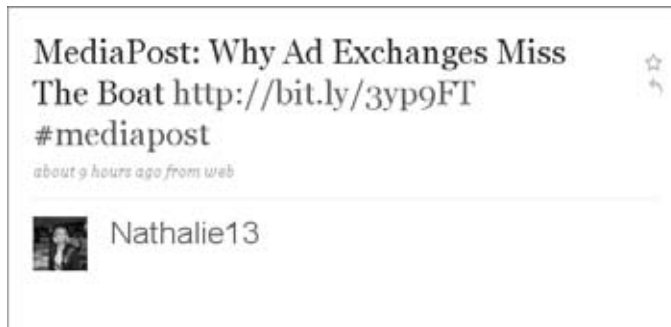 MediaPost: Why Ad Exchanges Miss
The Boat http://bit.ly/3yp9FT
#mediapost
about 9 hours ago from web
Nathalie13